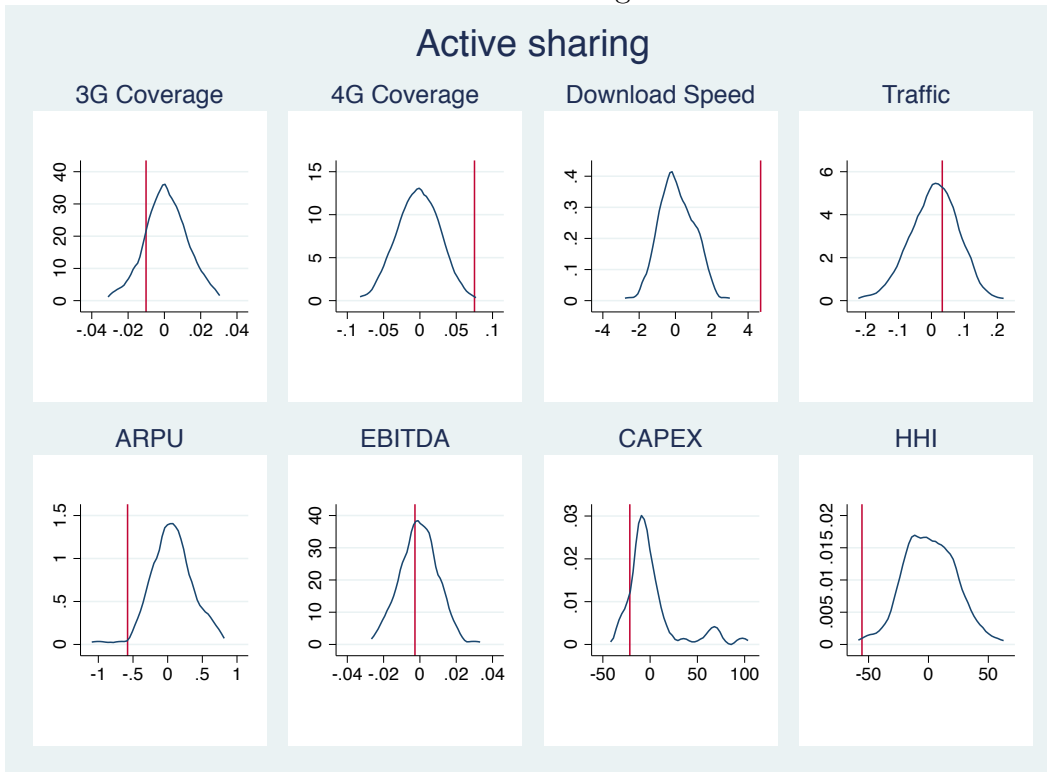 Active sharing
3G Coverage
4G Coverage
Download Speed
Traffic
0 10 20 30 40
-.04 -.02 0 .02 .04
0 5 10 15
-.1 -.05 0 .05 .1
0 .1 .2 .3 .4
-4 -2 0 2 4
0 2 4 6
-.2 -.1 0 .1 .2
ARPU
EBITDA
CAPEX
HHI
0 .5 1 1.5
-1 -.5 0 .5 1
0 10 20 30 40
-.04 -.02 0 .02 .04
0 .01 .02 .03
-50 0 50 100
0 .005 .01 .015 .02
-50 0 50